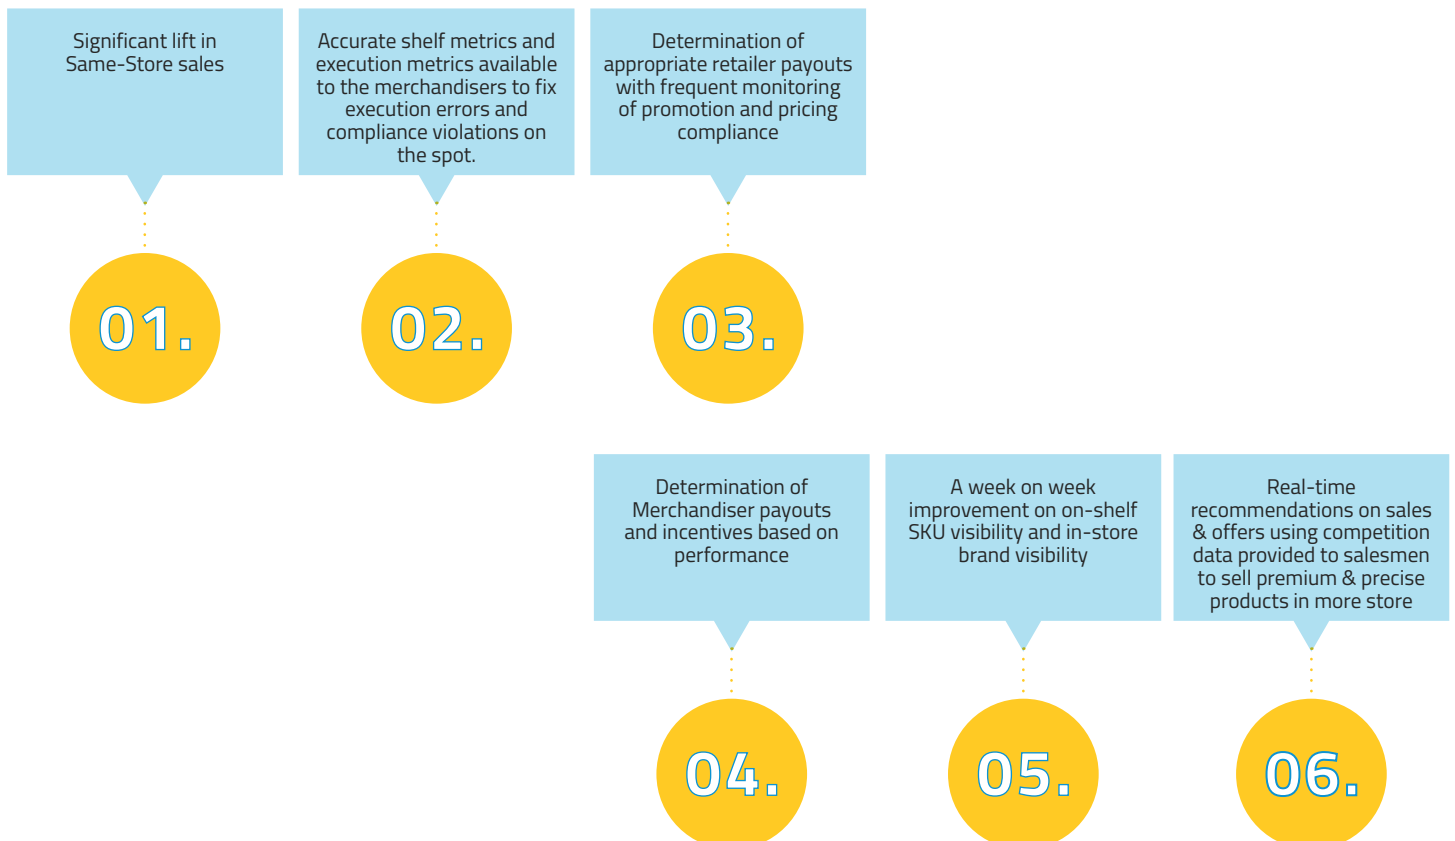 Significant lift in
Same-Store sales
01.
Accurate shelf metrics and
execution metrics available
to the merchandisers to fix
execution errors and
compliance violations on
the spot.
02.
Determination of
appropriate retailer payouts
with frequent monitoring
of promotion and pricing
compliance
03.
Determination of
Merchandiser payouts
and incentives based on
performance
04.
A week on week
improvement on on-shelf
SKU visibility and in-store
brand visibility
05.
Real-time
recommendations on sales
& offers using competition
data provided to salesmen
to sell premium & precise
products in more store
06.